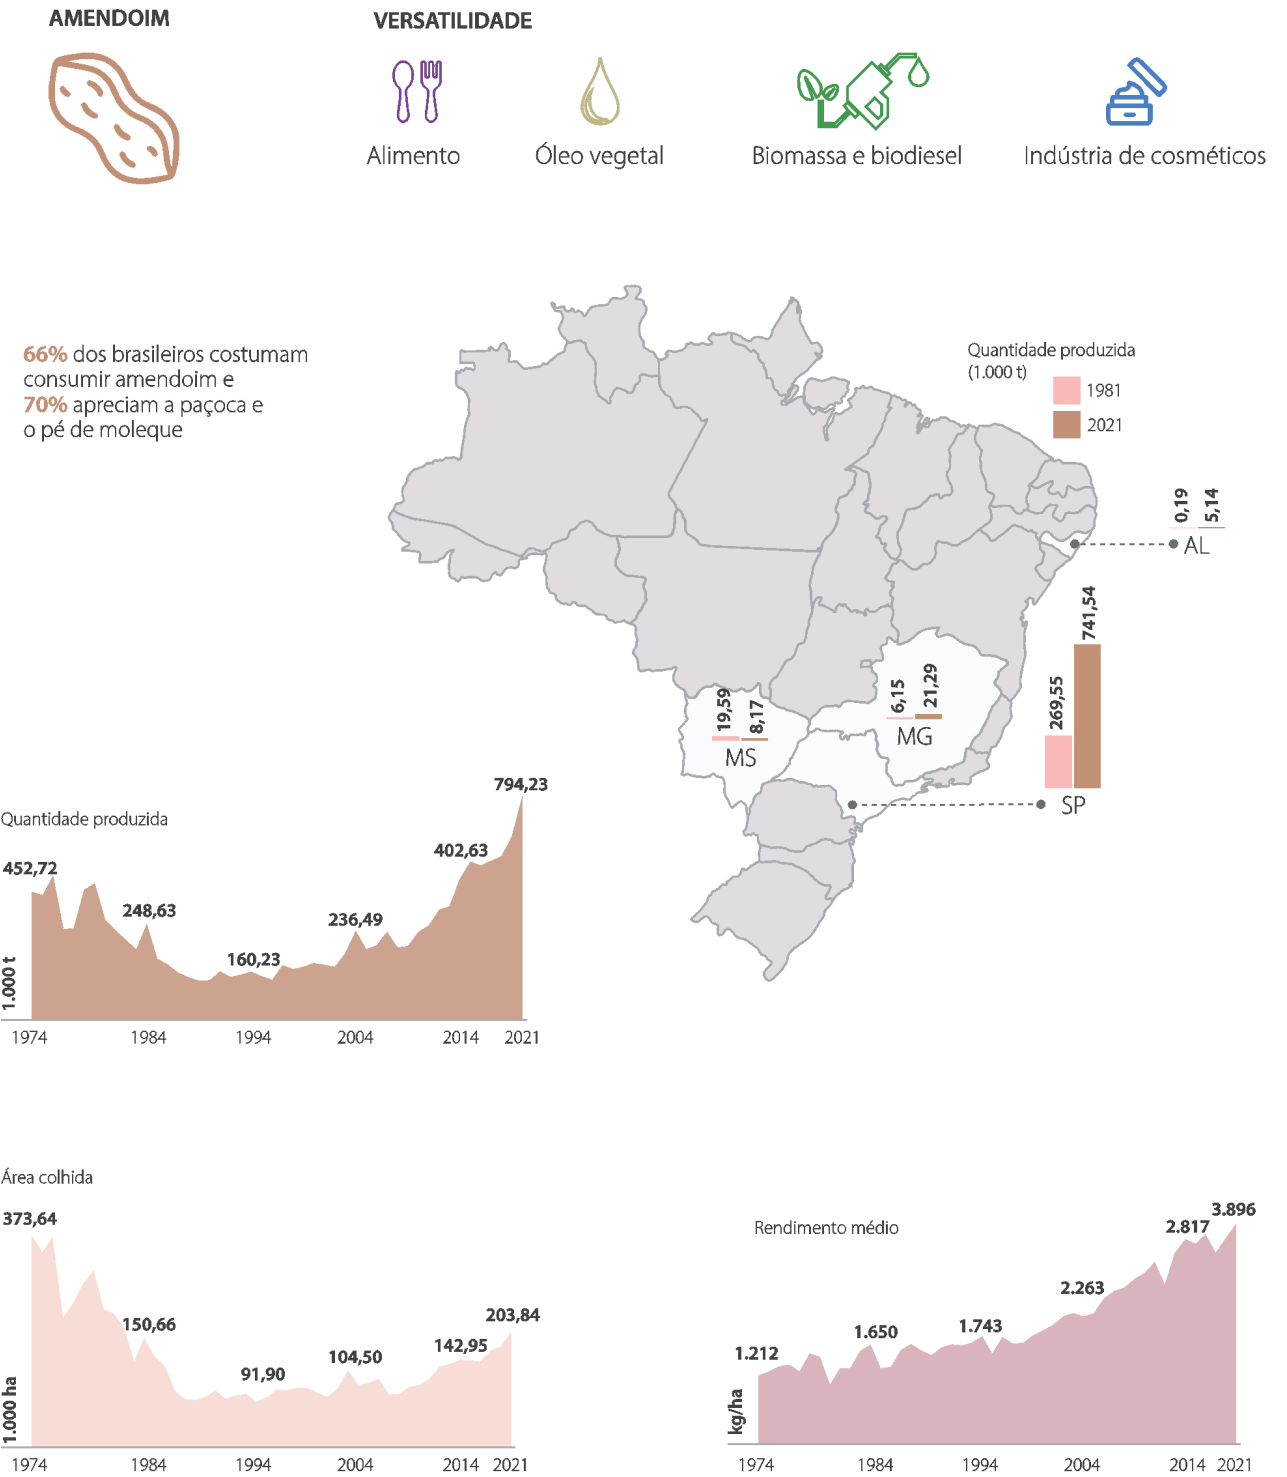 AMENDOIM
VERSATILIDADE
Alimento
Óleo vegetal
Biomassa e biodiesel
Indústria de cosméticos
66% dos brasileiros costumam
consumir amendoim e
70% apreciam a paçoca e
o pé de moleque
Quantidade produzida
(1.000 t)
1981
2021
0,19
5,14
AL
269,55
741,54
SP
6,15
21,29
MG
19,59
8,17
MS
Quantidade produzida
452,72
248,63
160,23
236,49
402,63
794,23
1.000 t
1974
1984
1994
2004
2014
2021
Área colhida
373,64
150,66
91,90
104,50
142,95
203,84
1.000 ha
1974
1984
1994
2004
2014
2021
Rendimento médio
1.212
1.650
1.743
2.263
2.817
3.896
kg/ha
1974
1984
1994
2004
2014
2021